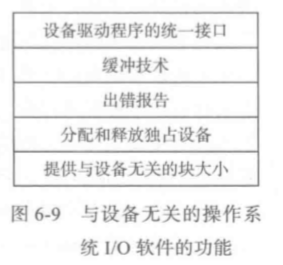 设备驱动程序的统一接口
缓冲技术
出错报告
分配和释放独占设备
提供与设备无关的块大小
图 6-9 与设备无关的操作系
统 I/O 软件的功能